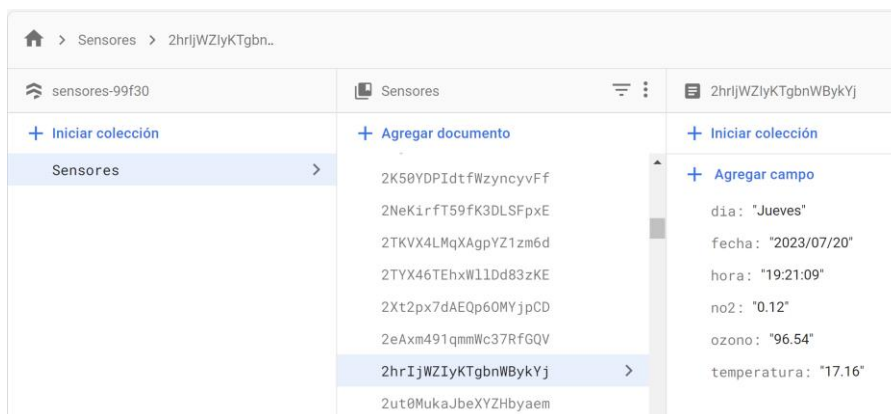 Sensores > 2hrIjWZIyKTgbn..
sensores-99f30
+ Iniciar colección
Sensores >
Sensores
+ Agregar documento
2K50YDPIdtfWzyncyvFf
2NeKirfT59fK3DLSFpxE
2TKVX4LMqXAgpYZ1zm6d
2TYX46TEhxWllDd83zKE
2Xt2px7dAEQp6OMYjpCD
2eAxm491qmmWc37RfGQV
2hrIjWZIyKTgbnWBykYj >
2ut0MukaJbeXYZHbyaem
2hrIjWZIyKTgbnWBykYj
+ Iniciar colección
+ Agregar campo
dia: "Jueves"
fecha: "2023/07/20"
hora: "19:21:09"
no2: "0.12"
ozono: "96.54"
temperatura: "17.16"